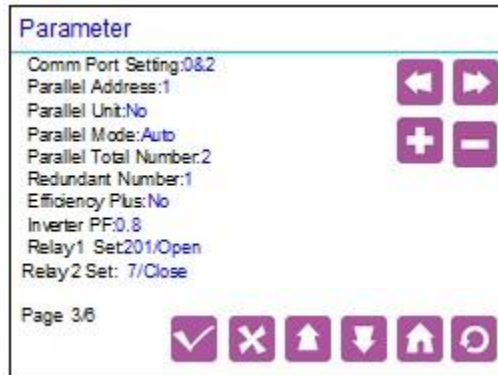 Parameter
Comm Port Setting:0&2
Parallel Address:1
Parallel Unit:No
Parallel Mode:Auto
Parallel Total Number:2
Redundant Number:1
Efficiency Plus:No
Inverter PF:0.8
Relay1 Set:201/Open
Relay2 Set: 7/Close
Page 3/6